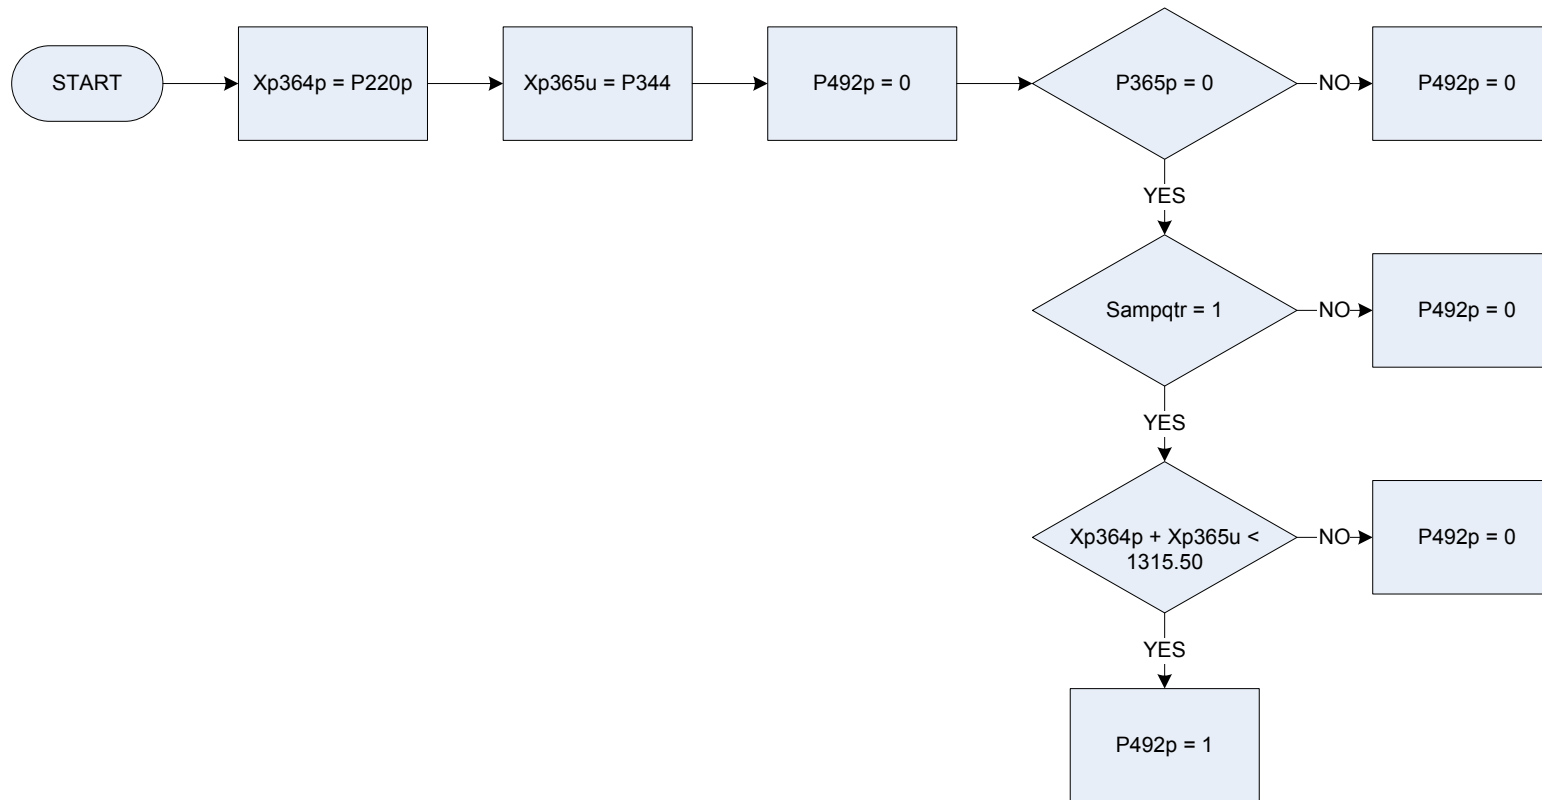 START
Xp364p = P220p
Xp365u = P344
P492p = 0
P365p = 0
NO
P492p = 0
YES
Sampqtr = 1
NO
P492p = 0
YES
Xp364p + Xp365u <
1315.50
NO
P492p = 0
YES
P492p = 1